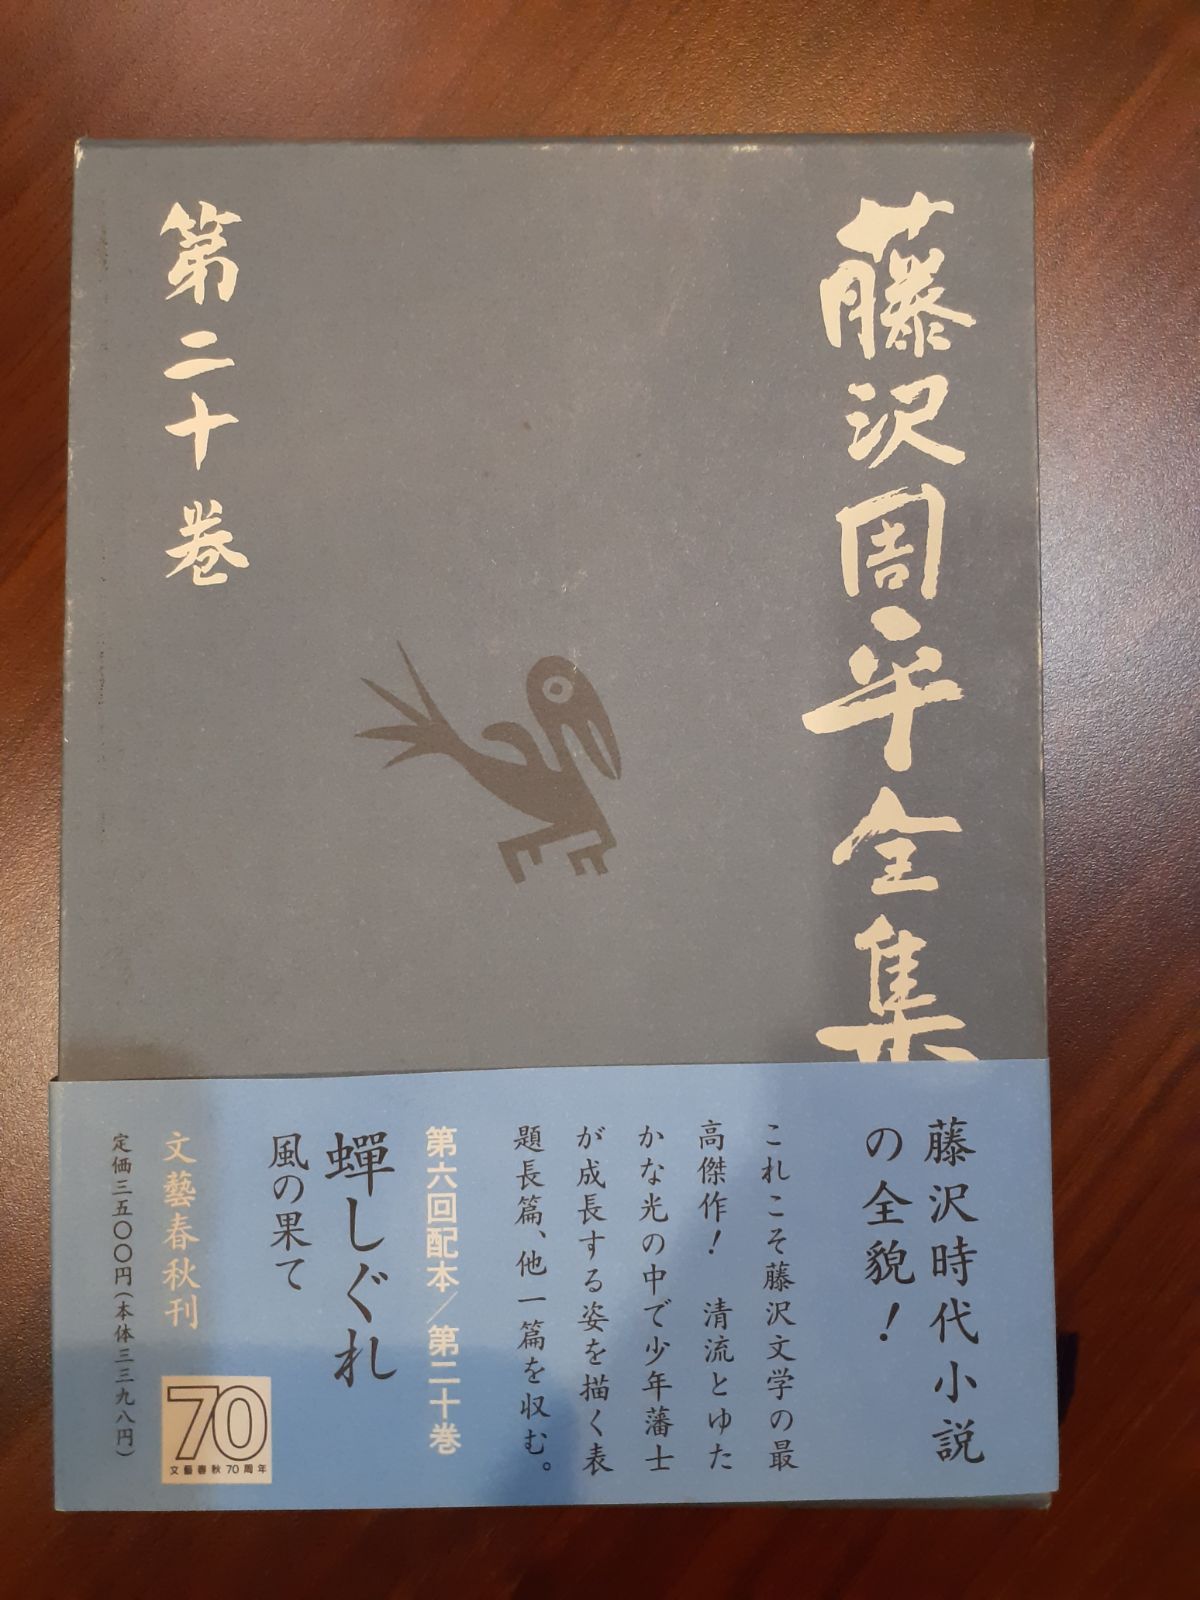 藤沢周平全集
第二十巻
藤沢時代小説
の全貌！
これこそ藤沢文学の最
高傑作！　清流とゆた
かな光の中で少年藩士
が成長する姿を描く表
題長篇、他一篇を収む。
第六回配本／第二十巻
蟬しぐれ
風の果て
文藝春秋刊
70
文藝春秋70周年
定価三五〇〇円（本体三三九八円）